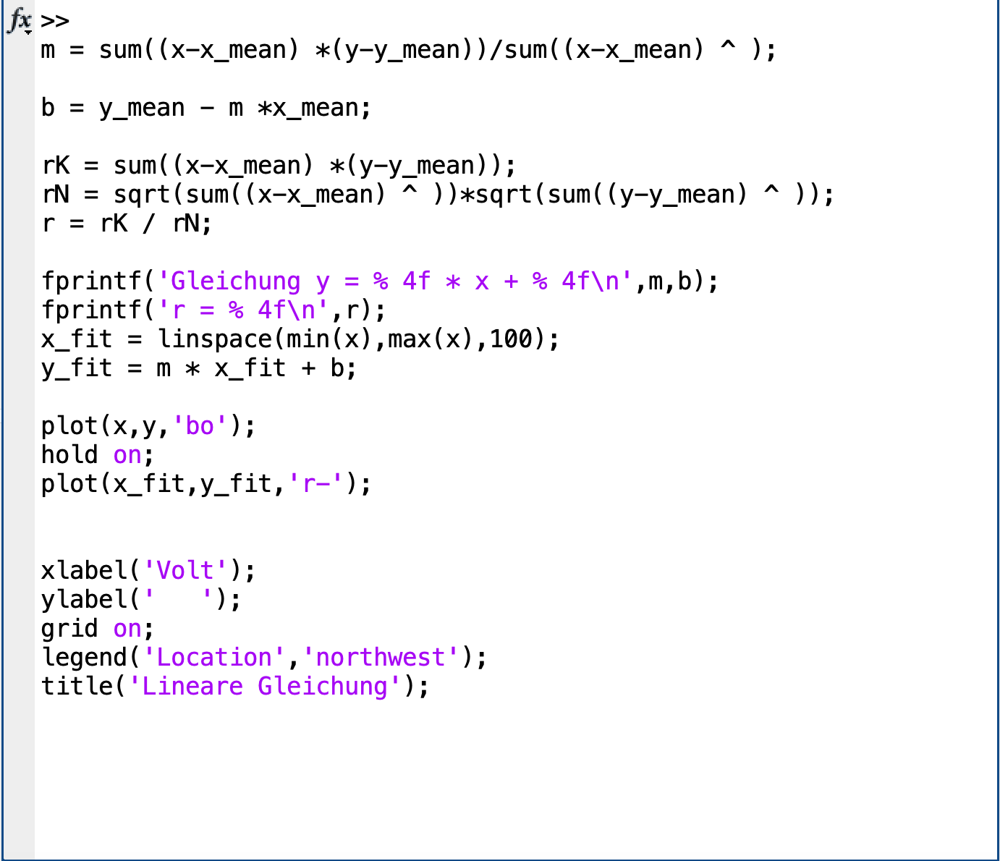 fx >>
m = sum((x-x_mean) *(y-y_mean))/sum((x-x_mean) ^ );
b = y_mean - m *x_mean;
rK = sum((x-x_mean) *(y-y_mean));
rN = sqrt(sum((x-x_mean) ^ ))*sqrt(sum((y-y_mean) ^ ));
r = rK / rN;
fprintf('Gleichung y = % 4f * x + % 4f\n',m,b);
fprintf('r = % 4f\n',r);
x_fit = linspace(min(x),max(x),100);
y_fit = m * x_fit + b;
plot(x,y,'bo');
hold on;
plot(x_fit,y_fit,'r-');
xlabel('Volt');
ylabel('   ');
grid on;
legend('Location','northwest');
title('Lineare Gleichung');